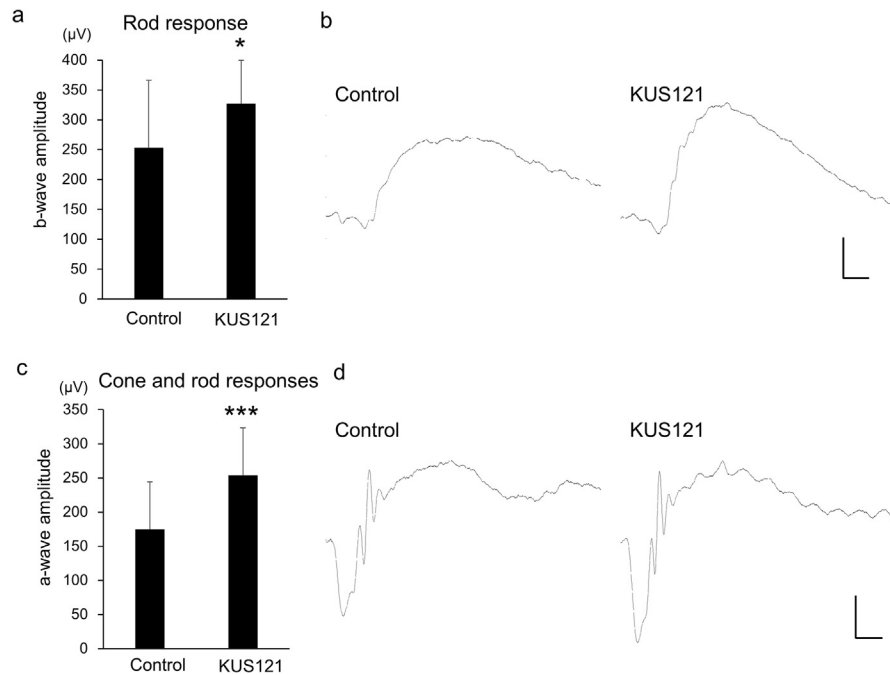 a
Rod response
(μV)
*
b-wave amplitude
400
350
300
250
200
150
100
50
0
Control
KUS121
b
Control
KUS121
c
Cone and rod responses
(μV)
***
a-wave amplitude
350
300
250
200
150
100
50
0
Control
KUS121
d
Control
KUS121